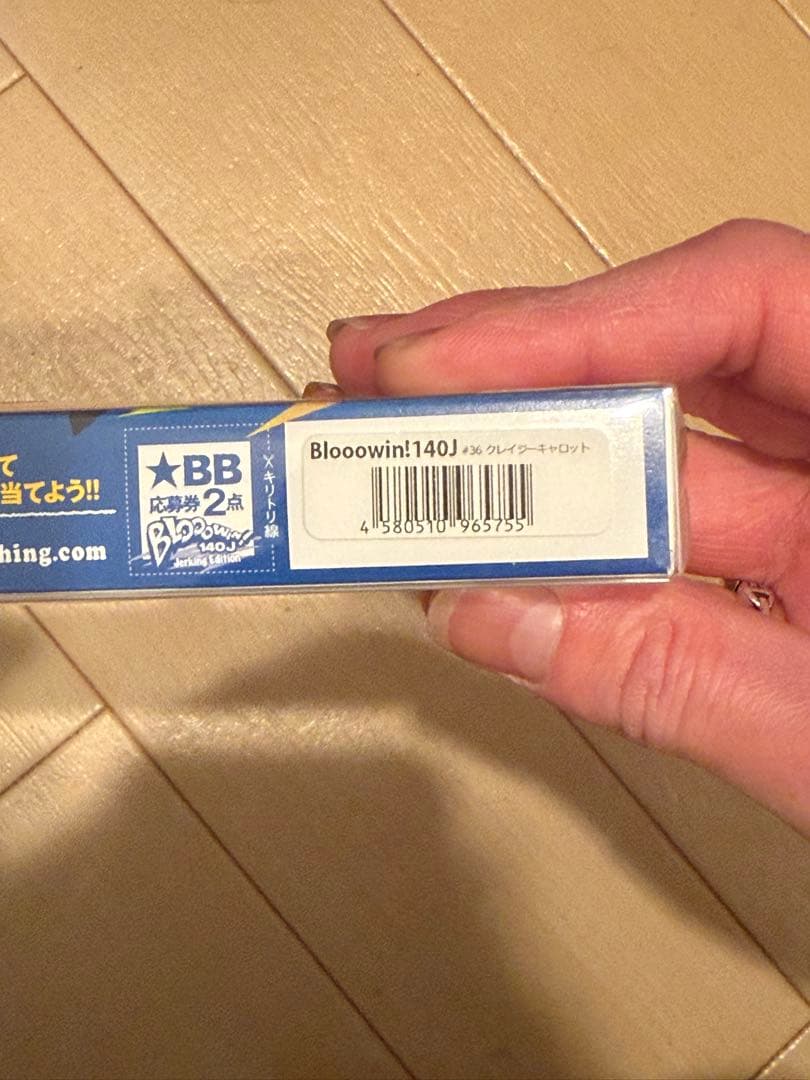 て
当てよう!!
hing.com
★BB
応募券2点
Blooowin!
140J
Jerking Edition
キリトリ線
Blooowin!140J #36 クレイジーキャロット
4 580510 965755